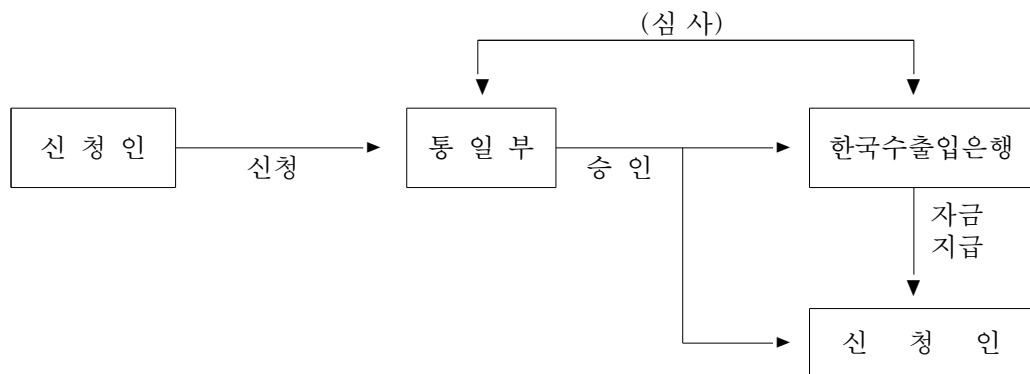 (심 사)
신 청 인
신청
통 일 부
승 인
한국수출입은행
자금
지급
신 청 인